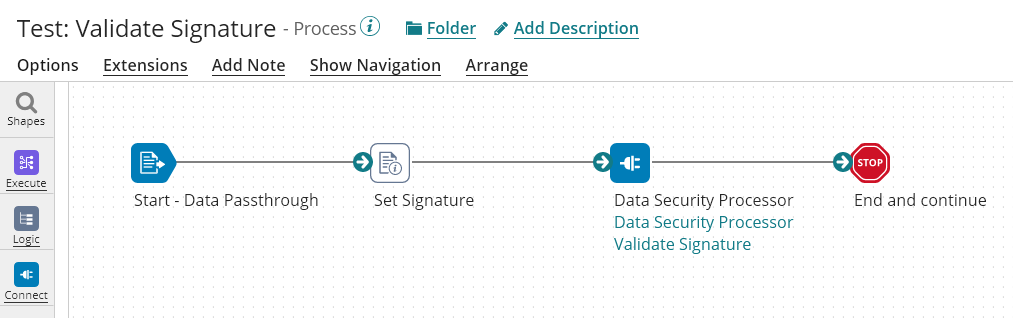 Test: Validate Signature - Process i Folder Add Description
Options Extensions Add Note Show Navigation Arrange
Shapes
Execute
Logic
Connect
STOP
Start - Data Passthrough
Set Signature
Data Security Processor
Data Security Processor
Validate Signature
End and continue